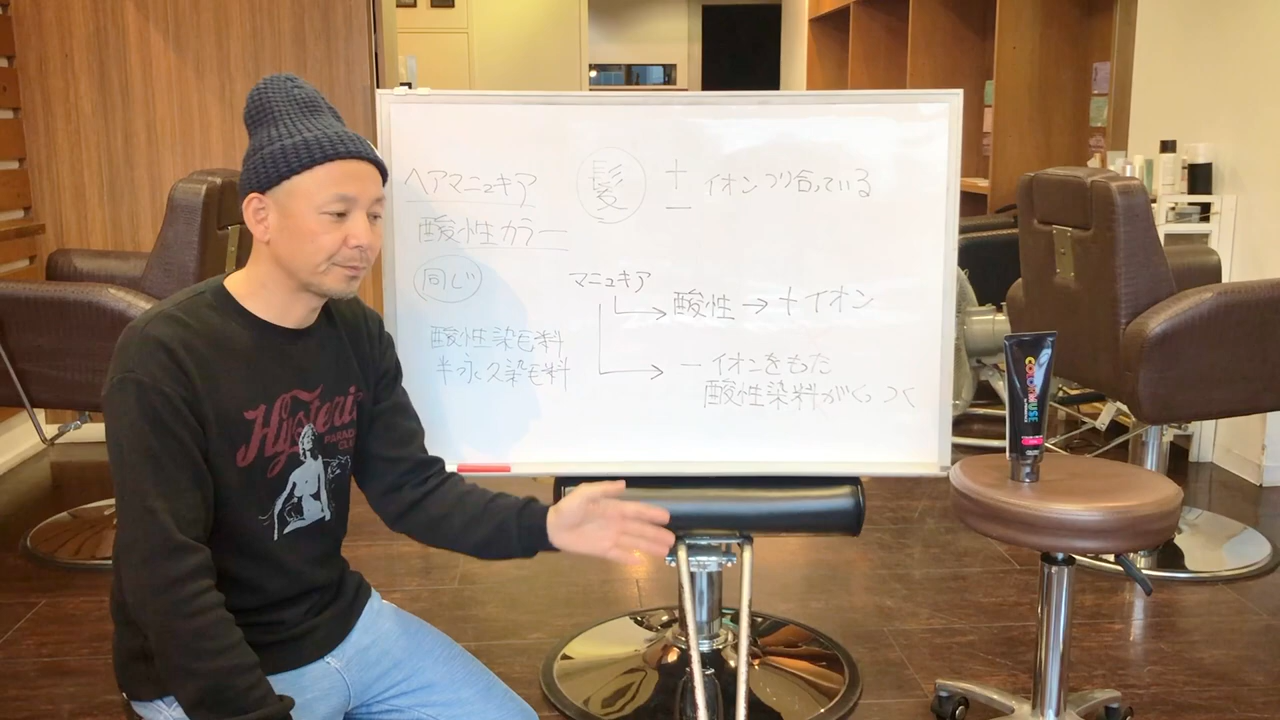 ヘアマニュキア
酸性カラー
同じ
酸性染毛料
半永久染毛料
髪 + − イオンつり合っている
マニュキア
酸性→+イオン
−イオンをもた
酸性染料がくっつく
Hysteric
COLORMUSE